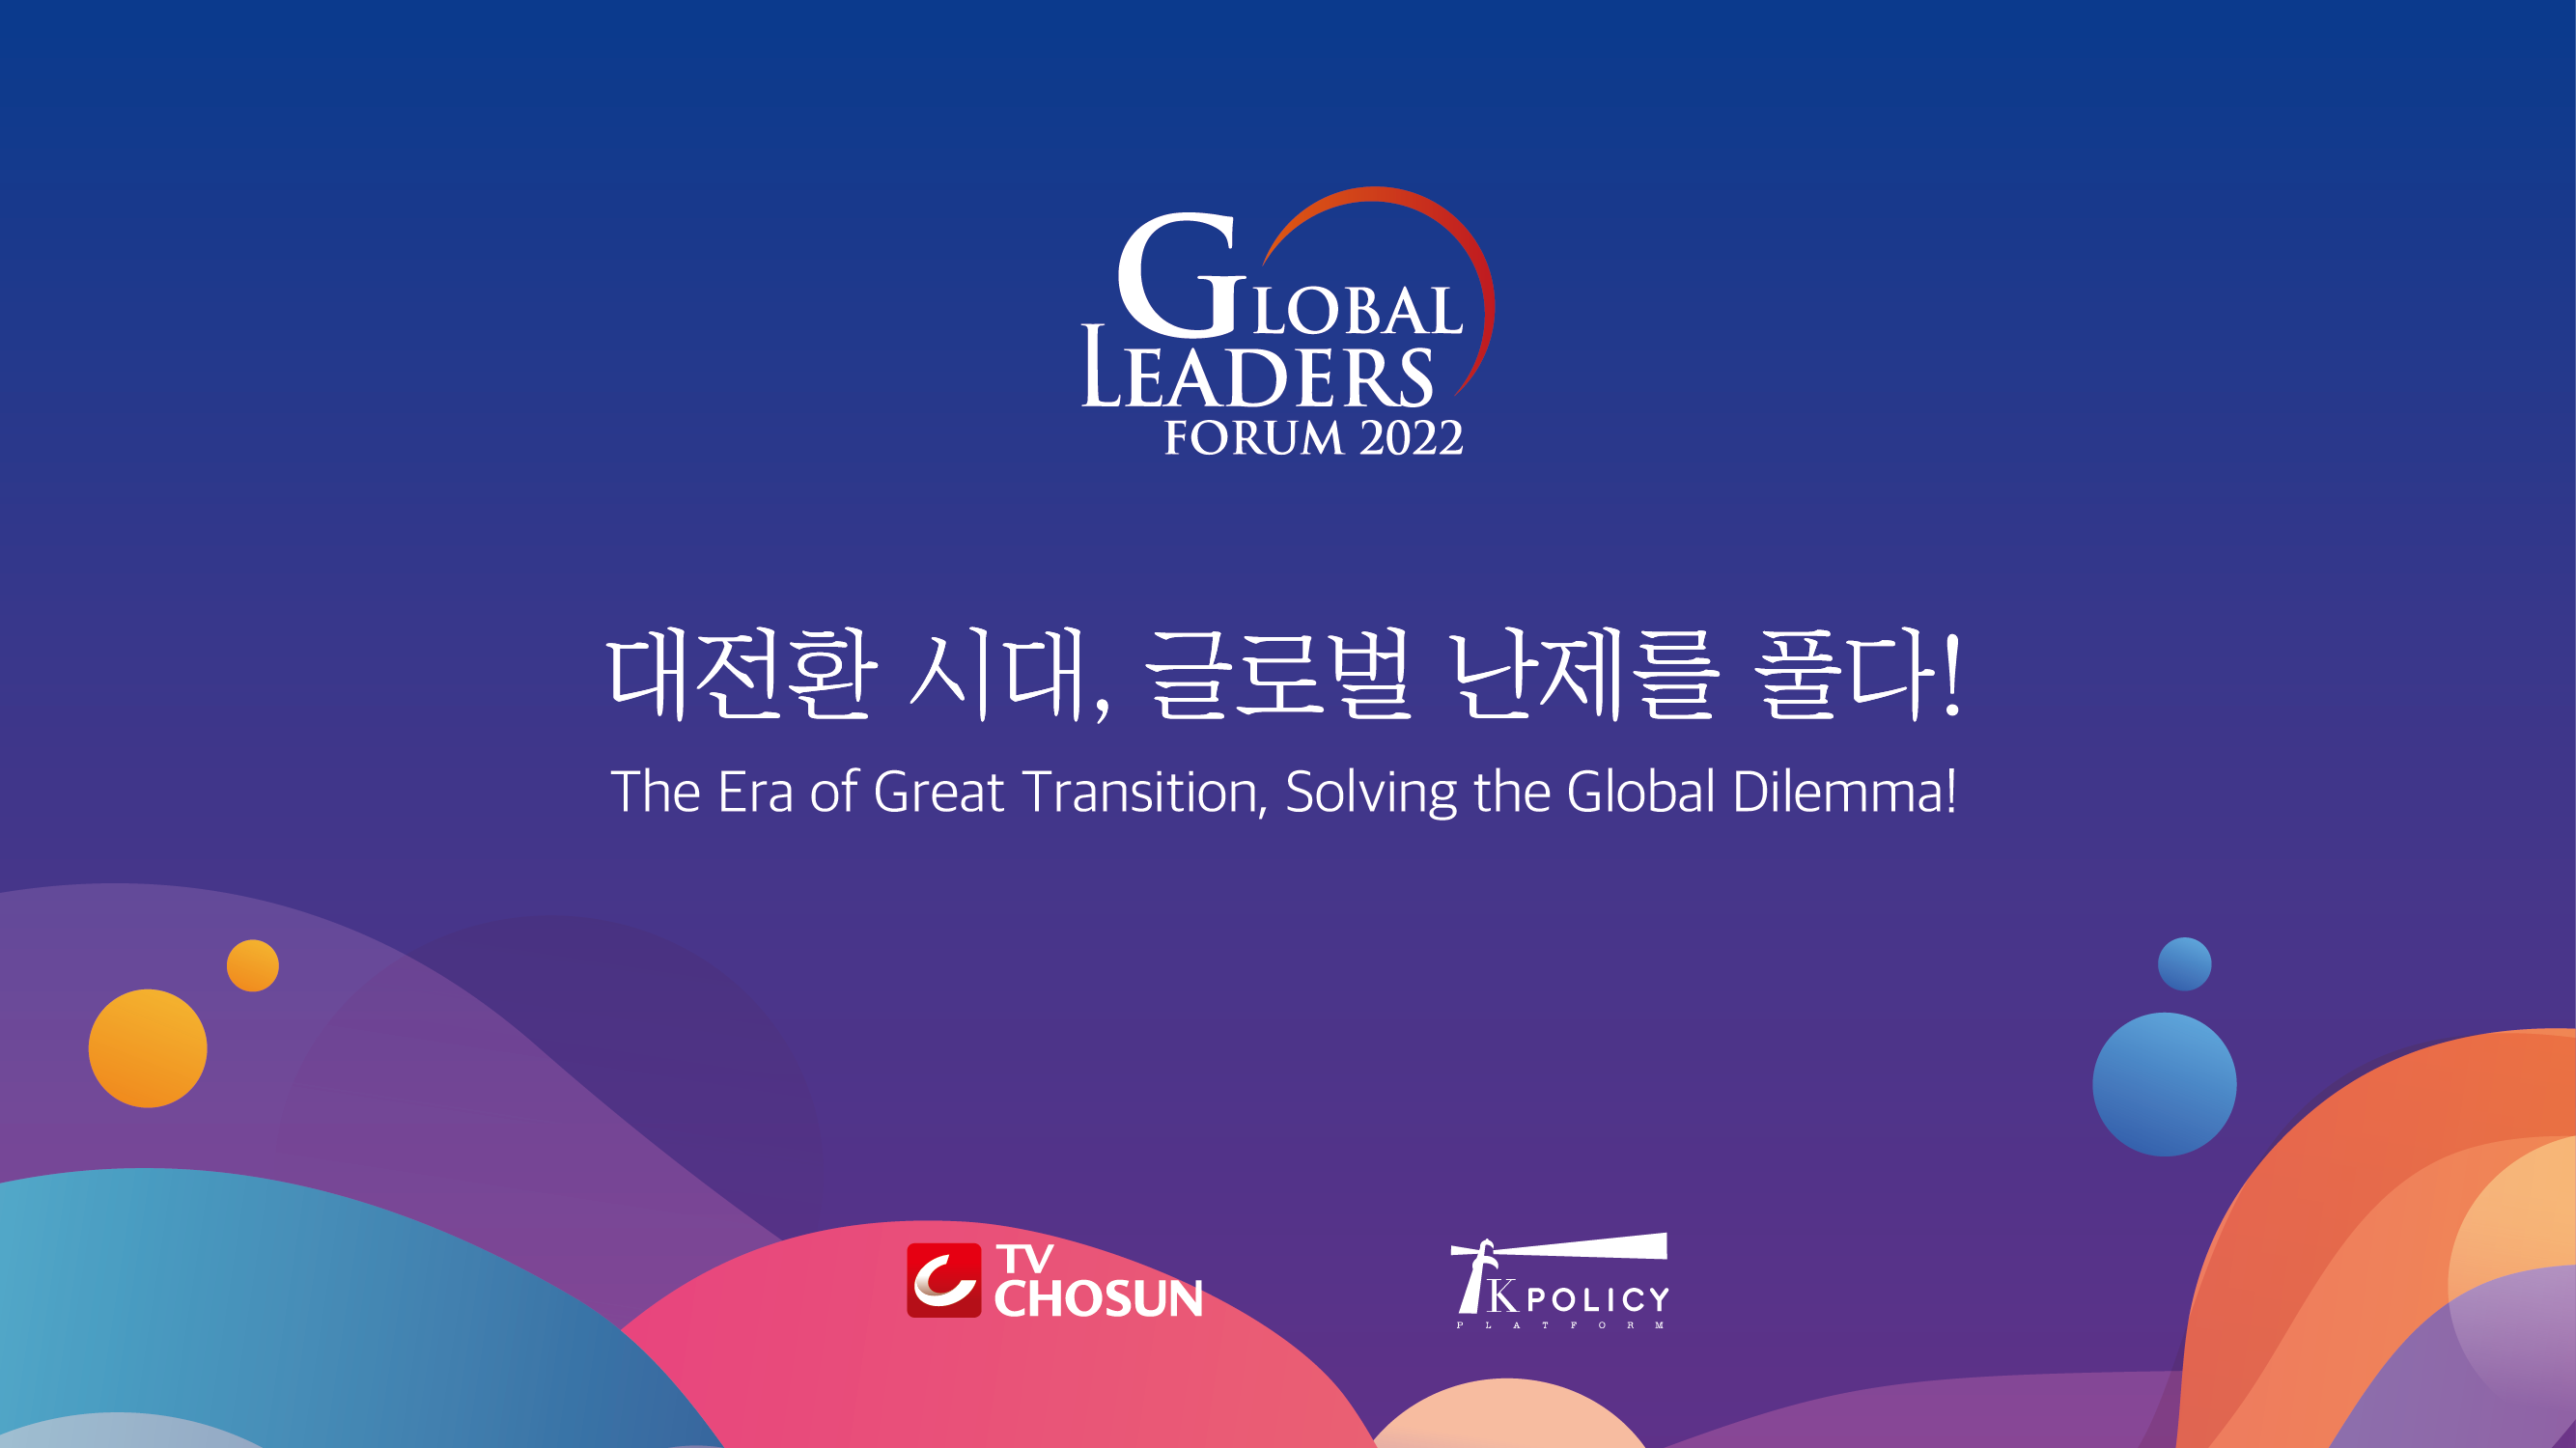 GLOBAL
LEADERS
FORUM 2022
대전환 시대, 글로벌 난제를 풀다!
The Era of Great Transition, Solving the Global Dilemma!
TV
CHOSUN
K POLICY
PLATFORM